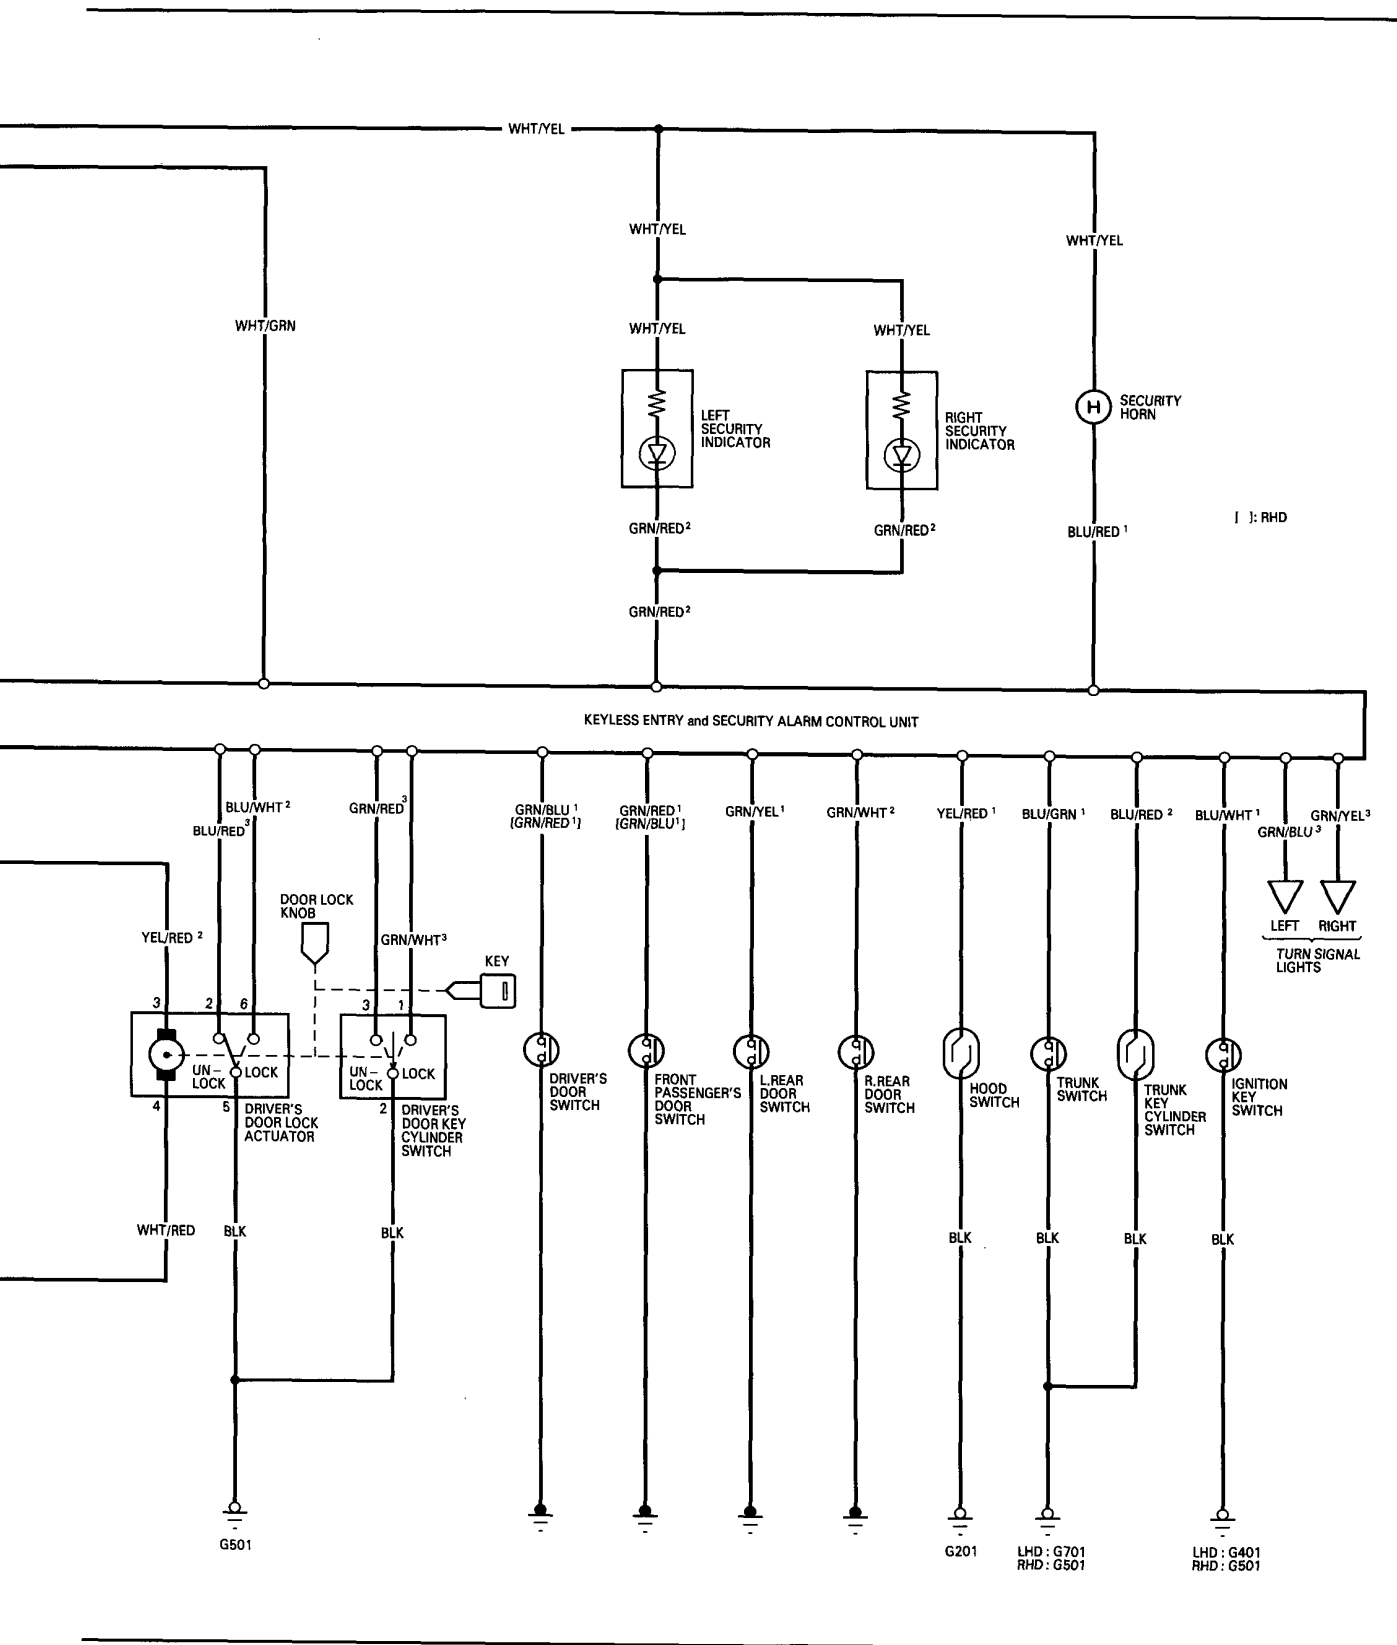 WHT/YEL
WHT/YEL
WHT/YEL
WHT/GRN
WHT/YEL
WHT/YEL
LEFT
SECURITY
INDICATOR
RIGHT
SECURITY
INDICATOR
H
SECURITY
HORN
GRN/RED²
GRN/RED²
BLU/RED¹
[ ]: RHD
GRN/RED²
KEYLESS ENTRY and SECURITY ALARM CONTROL UNIT
BLU/WHT²
BLU/RED³
GRN/RED³
GRN/BLU¹
[GRN/RED¹]
GRN/RED¹
[GRN/BLU¹]
GRN/YEL¹
GRN/WHT²
YEL/RED¹
BLU/GRN¹
BLU/RED²
BLU/WHT¹
GRN/BLU³
GRN/YEL³
LEFT
RIGHT
TURN SIGNAL
LIGHTS
DOOR LOCK
KNOB
YEL/RED²
GRN/WHT³
KEY
3
2
6
3
1
UN-
LOCK
LOCK
UN-
LOCK
LOCK
4
5
DRIVER'S
DOOR LOCK
ACTUATOR
2
DRIVER'S
DOOR KEY
CYLINDER
SWITCH
DRIVER'S
DOOR
SWITCH
FRONT
PASSENGER'S
DOOR
SWITCH
L.REAR
DOOR
SWITCH
R.REAR
DOOR
SWITCH
HOOD
SWITCH
TRUNK
SWITCH
TRUNK
KEY
CYLINDER
SWITCH
IGNITION
KEY
SWITCH
WHT/RED
BLK
BLK
BLK
BLK
BLK
BLK
G501
G201
LHD : G701
RHD : G501
LHD : G401
RHD : G501